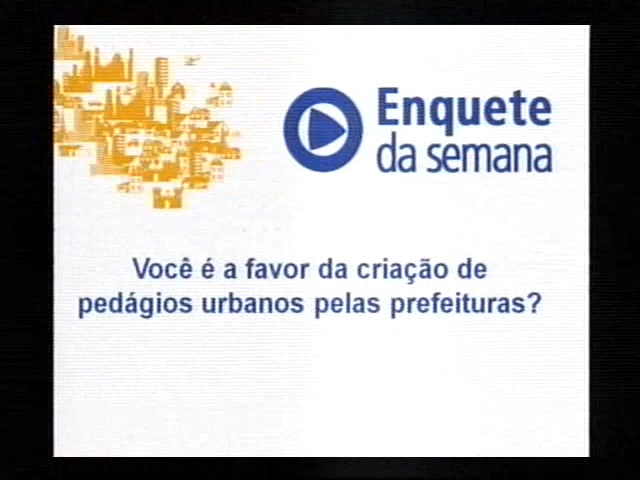 Enquete
da semana
Você é a favor da criação de
pedágios urbanos pelas prefeituras?